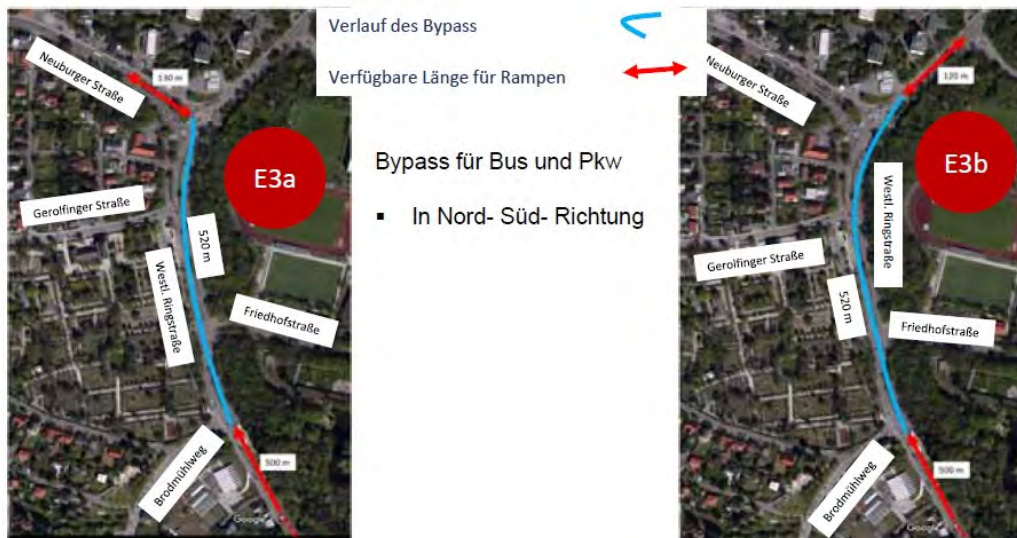 Verlauf des Bypass
Verfügbare Länge für Rampen
Bypass für Bus und Pkw
▪ In Nord- Süd- Richtung
Neuburger Straße
130 m
E3a
Gerolfinger Straße
520 m
Westl. Ringstraße
Friedhofstraße
Brodmühlweg
500 m
Google
Neuburger Straße
120 m
E3b
Westl. Ringstraße
Gerolfinger Straße
520 m
Friedhofstraße
Brodmühlweg
500 m
Google